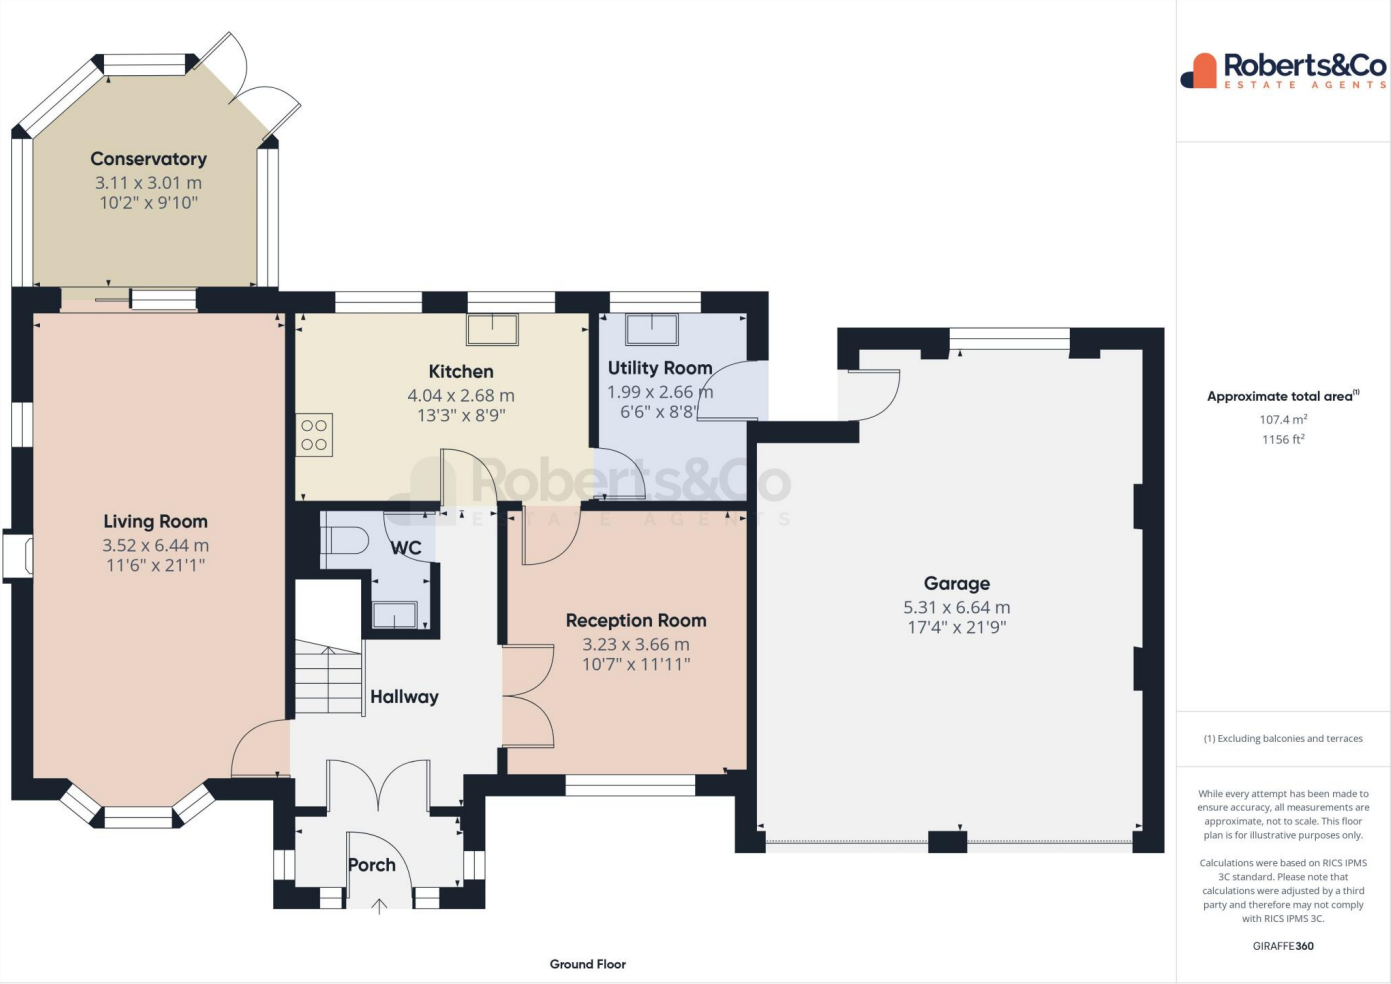 Roberts&Co
ESTATE AGENTS
Conservatory
3.11 x 3.01 m
10'2" x 9'10"
Kitchen
4.04 x 2.68 m
13'3" x 8'9"
Utility Room
1.99 x 2.66 m
6'6" x 8'8"
Roberts&Co
ESTATE AGENTS
Living Room
3.52 x 6.44 m
11'6" x 21'1"
WC
Reception Room
3.23 x 3.66 m
10'7" x 11'11"
Garage
5.31 x 6.64 m
17'4" x 21'9"
Hallway
Porch
Ground Floor
Approximate total area(1)
107.4 m²
1156 ft²
(1) Excluding balconies and terraces
While every attempt has been made to
ensure accuracy, all measurements are
approximate, not to scale. This floor
plan is for illustrative purposes only.
Calculations were based on RICS IPMS
3C standard. Please note that
calculations were adjusted by a third
party and therefore may not comply
with RICS IPMS 3C.
GIRAFFE360